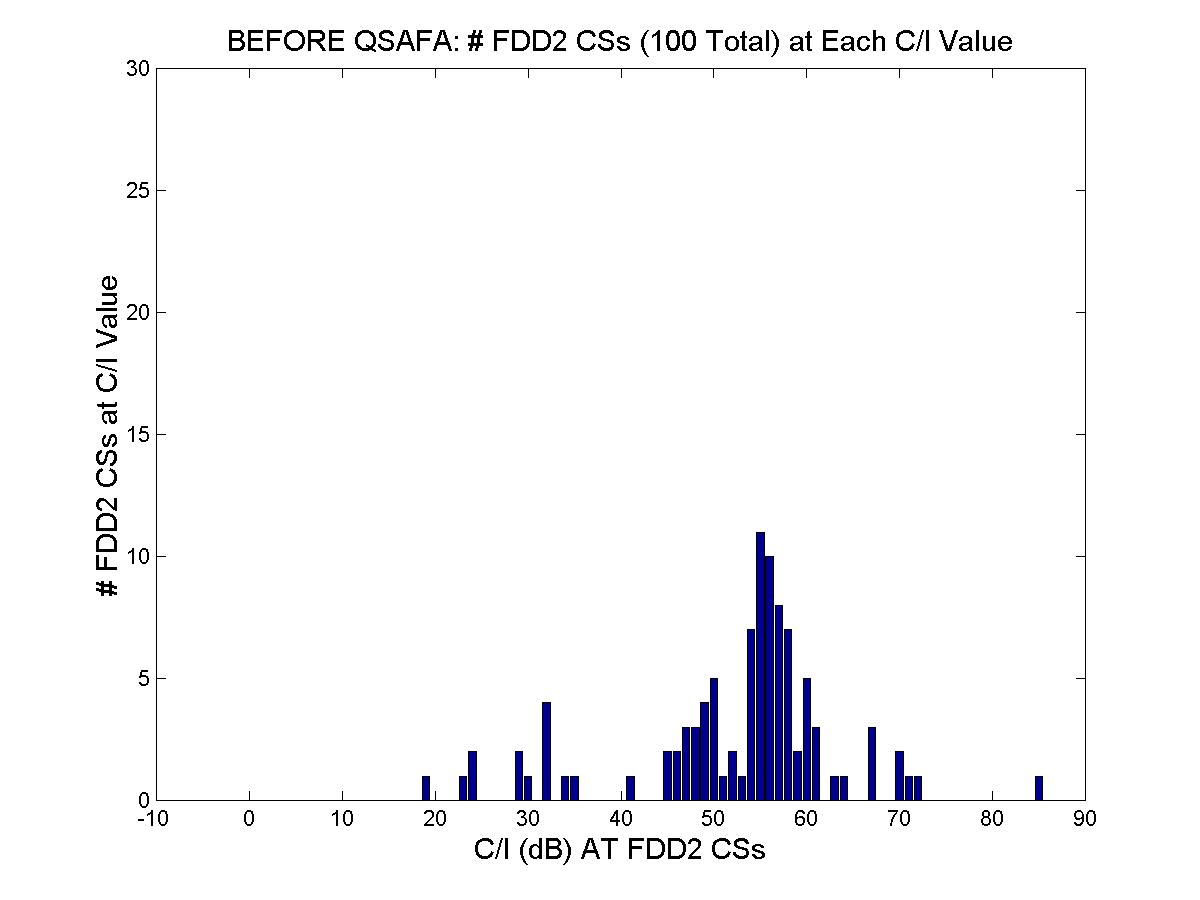 BEFORE QSAFA: # FDD2 CSs (100 Total) at Each C/I Value
# FDD2 CSs at C/I Value
30
25
20
15
10
5
0
-10 0 10 20 30 40 50 60 70 80 90
C/I (dB) AT FDD2 CSs